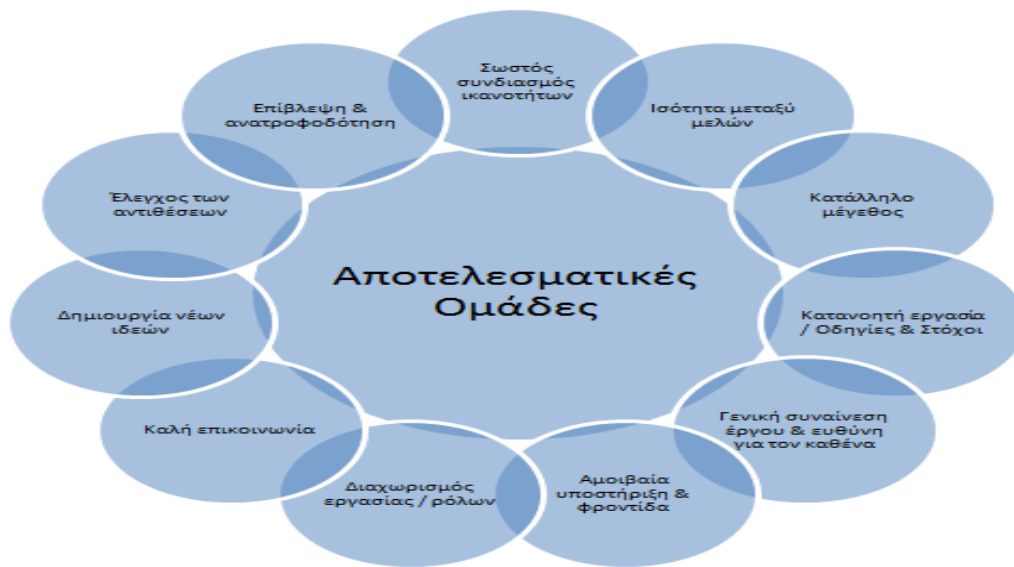 Σωστός
συνδιασμός
ικανοτήτων
Ισότητα μεταξύ
μελών
Κατάλληλο
μέγεθος
Κατανοητή εργασία
/ Οδηγίες & Στόχοι
Γενική συναίνεση
έργου & ευθύνη
για τον καθένα
Αμοιβαία
υποστήριξη &
φροντίδα
Διαχωρισμός
εργασίας / ρόλων
Καλή επικοινωνία
Δημιουργία νέων
ιδεών
Έλεγχος των
αντιθέσεων
Επίβλεψη &
ανατροφοδότηση
Αποτελεσματικές
Ομάδες